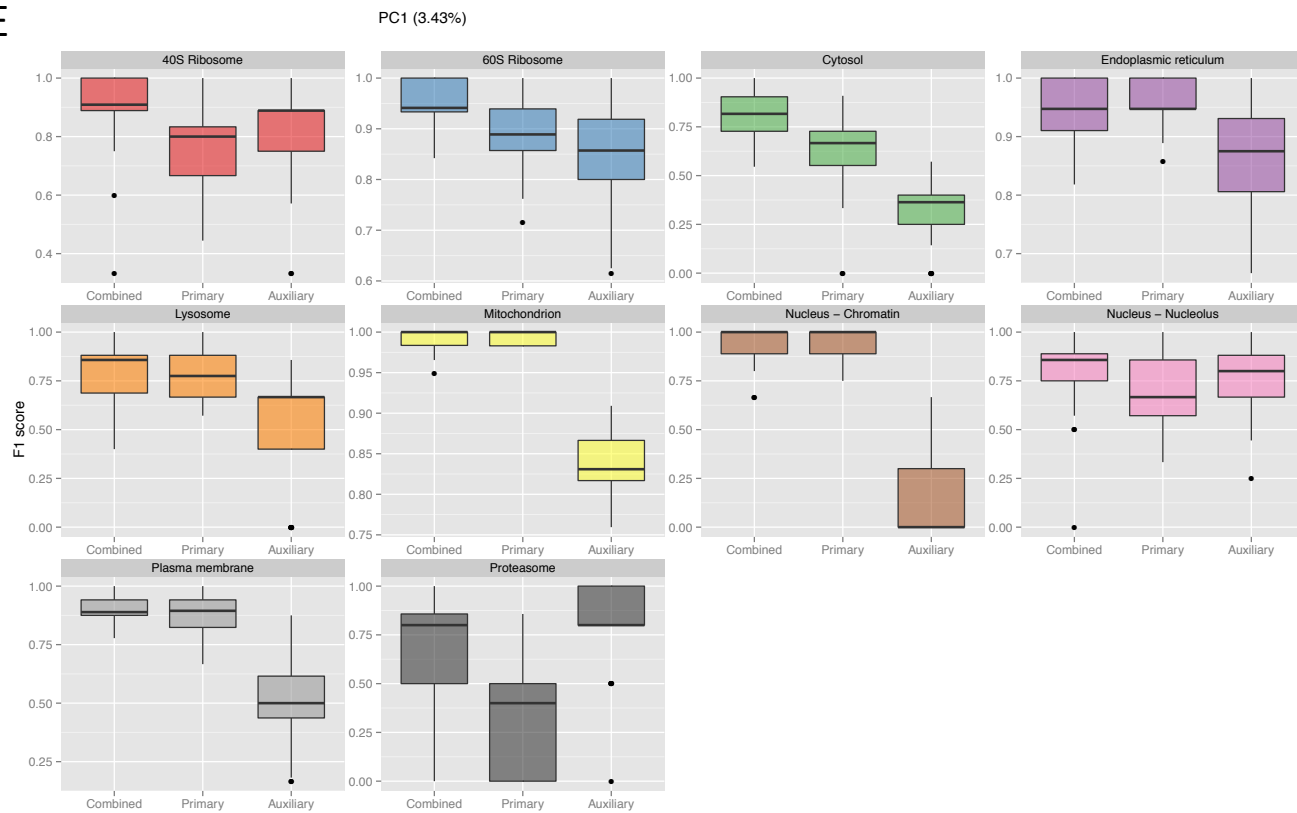 E
PC1 (3.43%)
40S Ribosome 60S Ribosome Cytosol Endoplasmic reticulum
1.0 1.0 1.00 1.0
0.8 0.9 0.75 0.9
0.6 0.8 0.50 0.8
0.4 0.7 0.25 0.7
0.6 0.00
Combined Primary Auxiliary Combined Primary Auxiliary Combined Primary Auxiliary Combined Primary Auxiliary
Lysosome Mitochondrion Nucleus − Chromatin Nucleus − Nucleolus
1.00 1.00 1.00 1.00
0.75 0.95 0.75 0.75
0.90
0.50 0.50 0.50
0.85
0.25 0.80 0.25 0.25
0.00 0.75 0.00 0.00
F1 score
Combined Primary Auxiliary Combined Primary Auxiliary Combined Primary Auxiliary Combined Primary Auxiliary
Plasma membrane Proteasome
1.00 1.00
0.75 0.75
0.50 0.50
0.25 0.25
0.00
Combined Primary Auxiliary Combined Primary Auxiliary